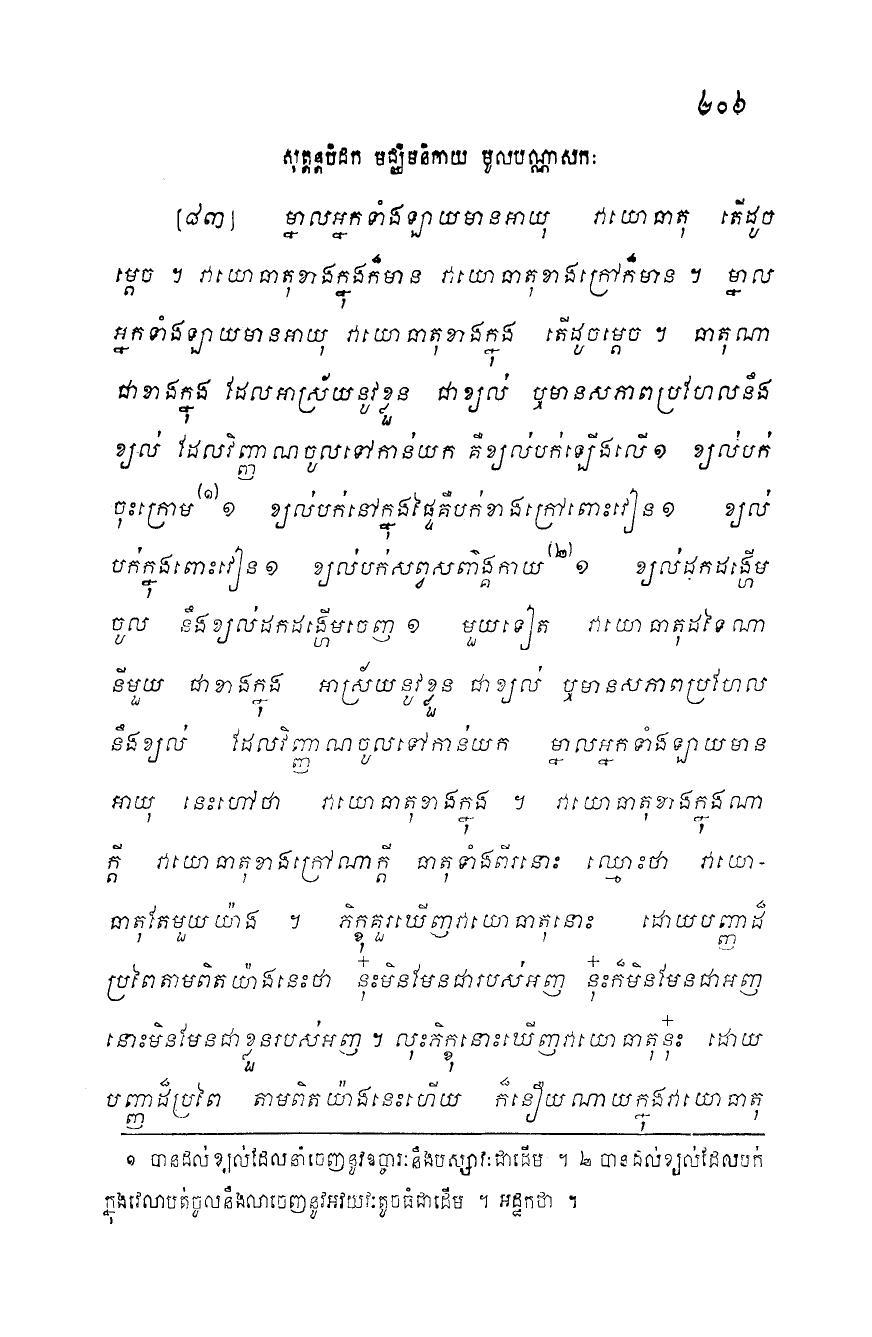 ២០៦
សុត្តន្តបិដក មជ្ឈិមនិកាយ មូលបណ្ណាសកៈ
[៨៣] ម្នាលអ្នកទាំងឡាយមានអាយុ វាយោធាតុ តើដូច
ម្តេច ។ វាយោធាតុខាងក្នុងក៏មាន វាយោធាតុខាងក្រៅក៏មាន ។ ម្នាល
អ្នកទាំងឡាយមានអាយុ វាយោធាតុខាងក្នុង តើដូចម្តេច ។ ធាតុណា
ជាខាងក្នុង ដែលអាស្រ័យនូវខ្លួន ជាខ្យល់ ឬមានសភាពប្រហែលនឹង
ខ្យល់ ដែលវិញ្ញាណចូលទៅកាន់យក គឺខ្យល់បក់ឡើងលើ១ ខ្យល់បក់
ចុះក្រោម(១)១ ខ្យល់បក់នៅក្នុងផ្ទៃគឺបក់ខាងក្រៅពោះវៀន១ ខ្យល់
បក់ក្នុងពោះវៀន១ ខ្យល់បក់សព្វសព៌ាង្គកាយ(២)១ ខ្យល់ដកដង្ហើម
ចូល នឹងខ្យល់ដកដង្ហើមចេញ ១ មួយទៀត វាយោធាតុដទៃណា
នីមួយ ជាខាងក្នុង អាស្រ័យនូវខ្លួន ជាខ្យល់ ឬមានសភាពប្រហែល
នឹងខ្យល់ ដែលវិញ្ញាណចូលទៅកាន់យក ម្នាលអ្នកទាំងឡាយមាន
អាយុ នេះហៅថា វាយោធាតុខាងក្នុង ។ វាយោធាតុខាងក្នុងណា
ក្តី វាយោធាតុខាងក្រៅណាក្តី ធាតុទាំងពីរនោះ ឈ្មោះថា វាយោ-
ធាតុតែមួយយ៉ាង ។ ភិក្ខុគួរឃើញវាយោធាតុនោះ ដោយបញ្ញាដ៏
ប្រពៃតាមពិតយ៉ាងនេះថា នុ៎ះមិនមែនជារបស់អញ នុ៎ះក៏មិនមែនជាអញ
នោះមិនមែនជាខ្លួនរបស់អញ ។ លុះភិក្ខុនោះឃើញវាយោធាតុនុ៎ះ ដោយ
បញ្ញាដ៏ប្រពៃ តាមពិតយ៉ាងនេះហើយ ក៏នឿយណាយក្នុងវាយោធាតុ
១ បានដល់ខ្យល់ដែលនាំចេញនូវឧច្ចារៈនឹងបស្សាវៈជាដើម ។ ២ បានដល់ខ្យល់ដែលបក់
ក្នុងវេលាបត់ចូលនឹងលាចេញនូវអវយវៈតូចធំជាដើម ។ អដ្ឋកថា ។